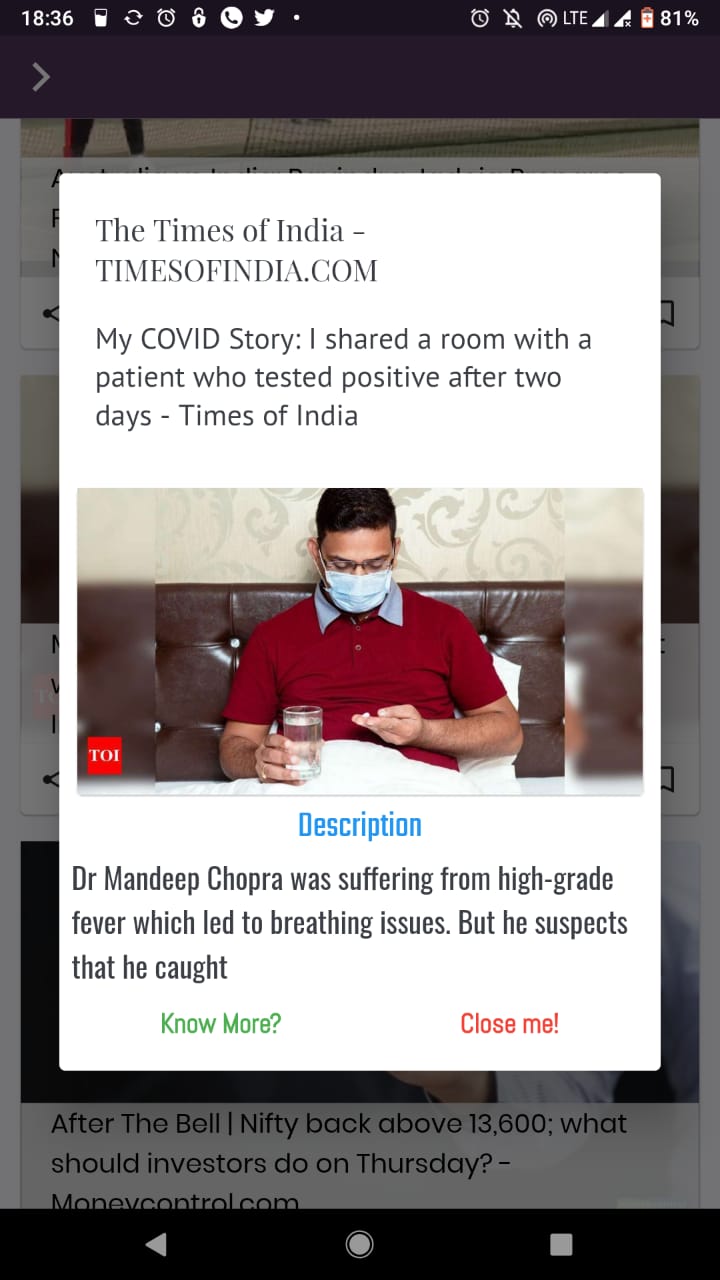 18:36
LTE
81%
The Times of India -
TIMESOFINDIA.COM
My COVID Story: I shared a room with a
patient who tested positive after two
days - Times of India
TOI
Description
Dr Mandeep Chopra was suffering from high-grade
fever which led to breathing issues. But he suspects
that he caught
Know More?
Close me!
After The Bell | Nifty back above 13,600; what
should investors do on Thursday? -
Moneycontrol.com